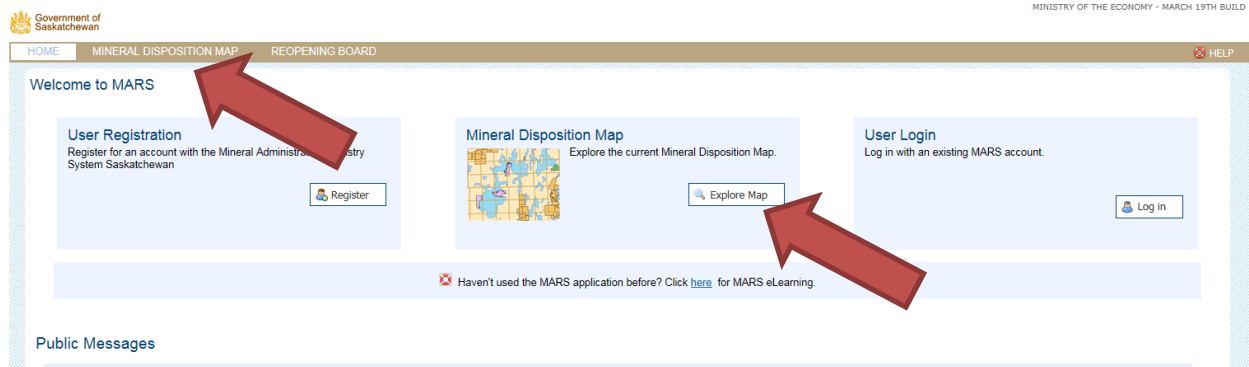 MINISTRY OF THE ECONOMY - MARCH 19TH BUILD
Government of
Saskatchewan
HOME MINERAL DISPOSITION MAP REOPENING BOARD HELP
Welcome to MARS
User Registration
Register for an account with the Mineral
System Saskatchewan
Register
Mineral Disposition Map
Explore the current Mineral Disposition Map.
Explore Map
User Login
Log in with an existing MARS account.
Log in
Haven't used the MARS application before? Click here for MARS eLearning.
Public Messages